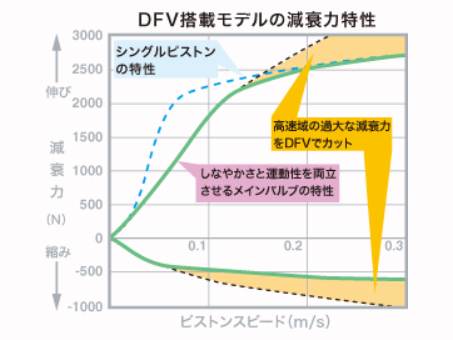 DFV搭載モデルの減衰力特性
3000
2500
2000
1500
1000
500
0
-500
-1000
伸び
減衰力
(N)
縮み
シングルピストン
の特性
高速域の過大な減衰力
をDFVでカット
しなやかさと運動性を両立
させるメインバルブの特性
0.1
0.2
0.3
ピストンスピード(m/s)